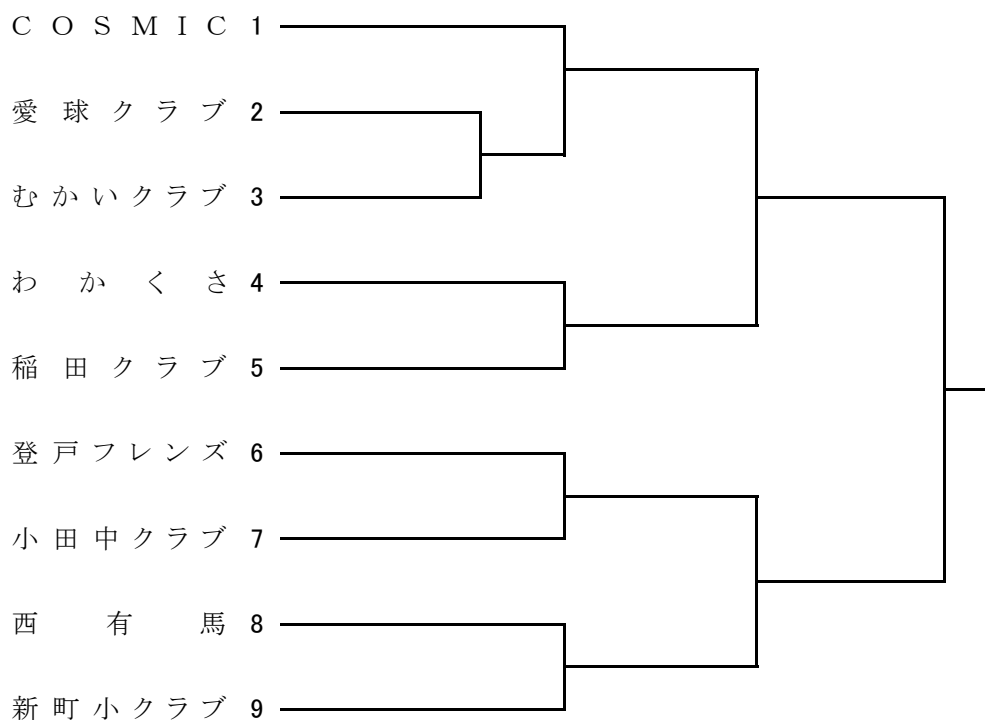 COSMIC 1
愛球クラブ 2
むかいクラブ 3
わかくさ 4
稲田クラブ 5
登戸フレンズ 6
小田中クラブ 7
西有馬 8
新町小クラブ 9